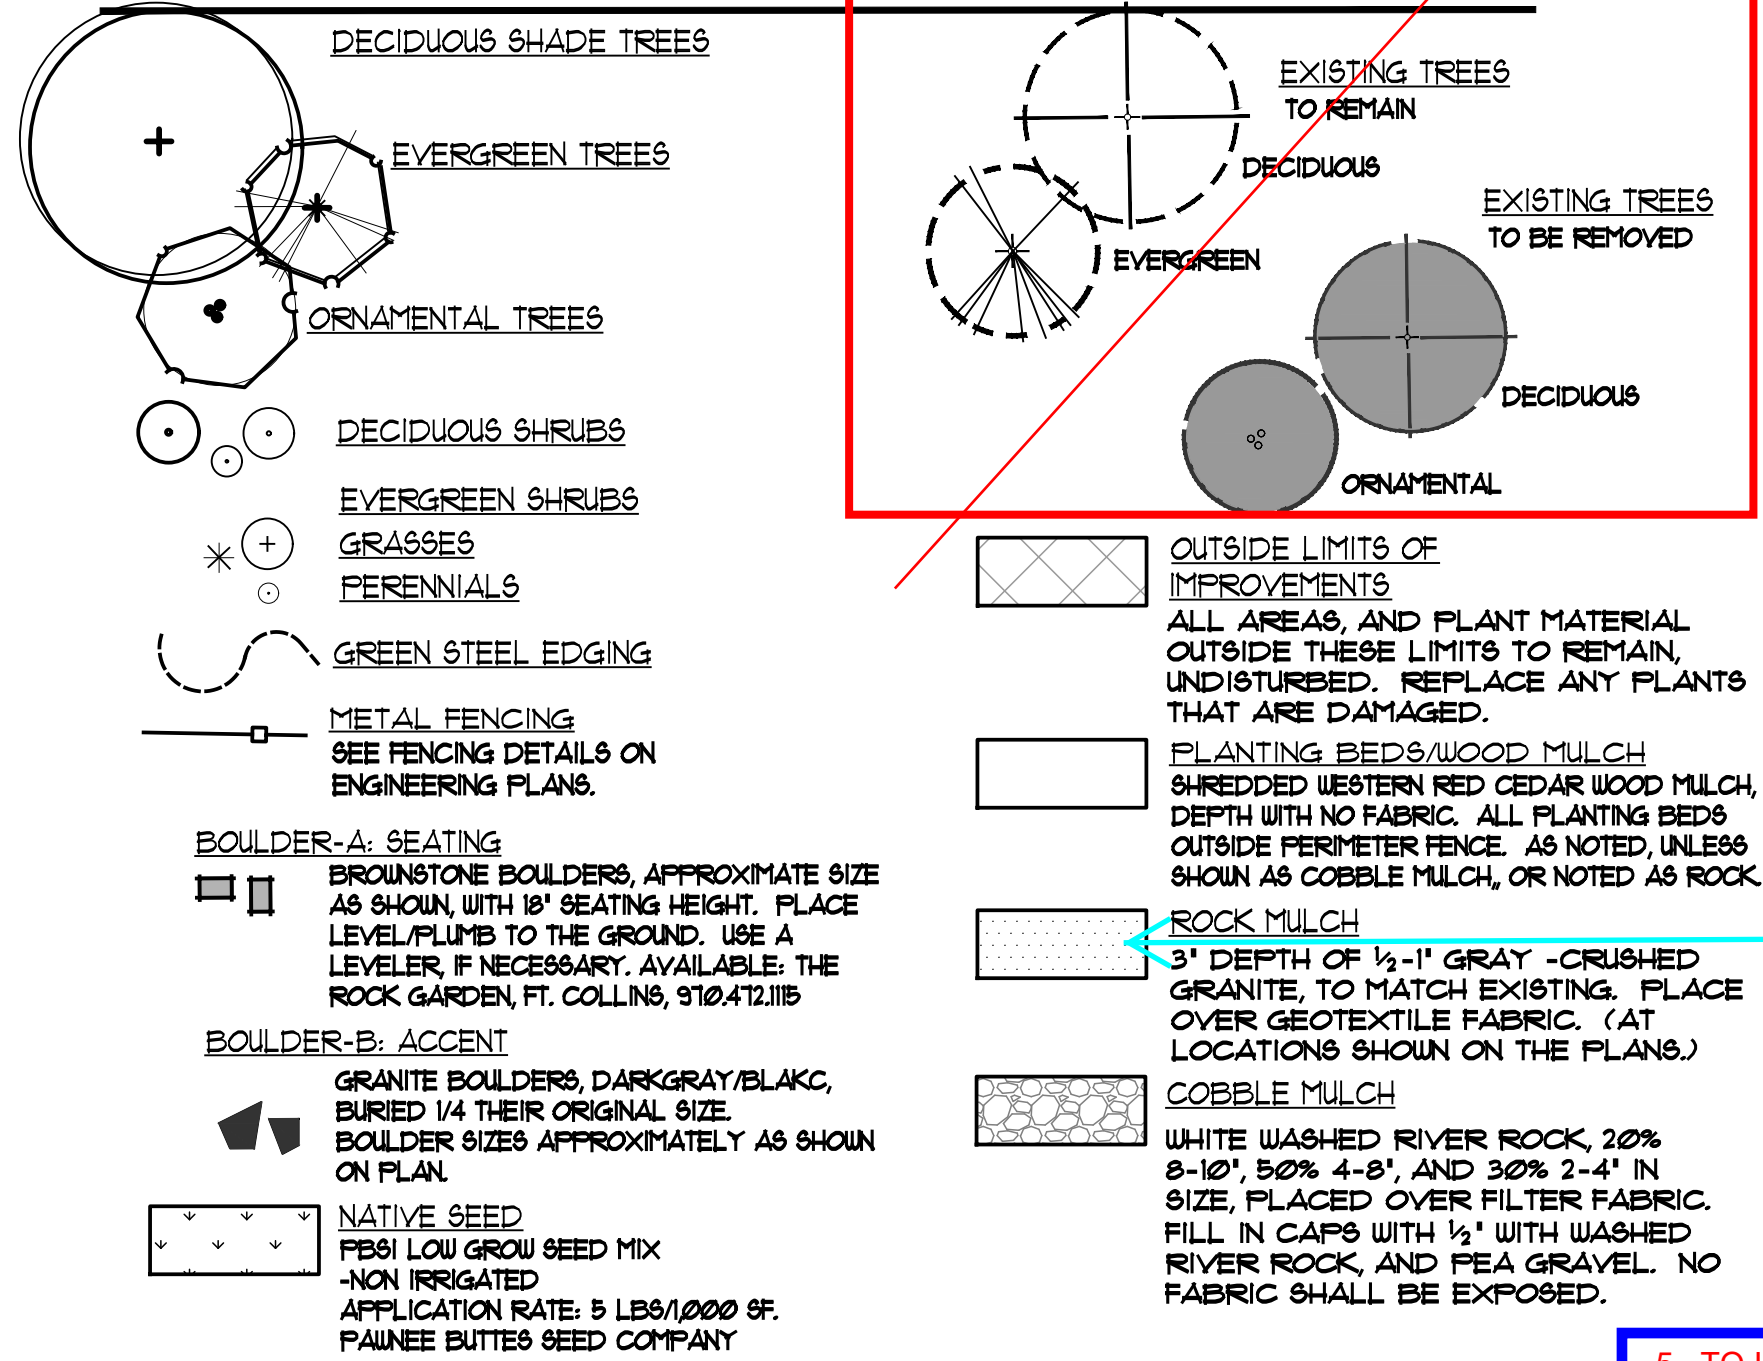 DECIDUOUS SHADE TREES
EVERGREEN TREES
ORNAMENTAL TREES
DECIDUOUS SHRUBS
EVERGREEN SHRUBS
GRASSES
PERENNIALS
GREEN STEEL EDGING
METAL FENCING
SEE FENCING DETAILS ON
ENGINEERING PLANS.
BOULDER-A: SEATING
BROWNSTONE BOULDERS, APPROXIMATE SIZE
AS SHOWN, WITH 18" SEATING HEIGHT. PLACE
LEVEL/PLUMB TO THE GROUND. USE A
LEVELER, IF NECESSARY. AVAILABLE: THE
ROCK GARDEN, FT. COLLINS, 970.472.1115
BOULDER-B: ACCENT
GRANITE BOULDERS, DARKGRAY/BLAKC,
BURIED 1/4 THEIR ORIGINAL SIZE.
BOULDER SIZES APPROXIMATELY AS SHOWN
ON PLAN.
NATIVE SEED
PBSI LOW GROW SEED MIX
-NON IRRIGATED
APPLICATION RATE: 5 LBS/1,000 SF.
PAWNEE BUTTES SEED COMPANY
EXISTING TREES
TO REMAIN
DECIDUOUS
EVERGREEN
EXISTING TREES
TO BE REMOVED
DECIDUOUS
ORNAMENTAL
OUTSIDE LIMITS OF
IMPROVEMENTS
ALL AREAS, AND PLANT MATERIAL
OUTSIDE THESE LIMITS TO REMAIN,
UNDISTURBED. REPLACE ANY PLANTS
THAT ARE DAMAGED.
PLANTING BEDS/WOOD MULCH
SHREDDED WESTERN RED CEDAR WOOD MULCH,
DEPTH WITH NO FABRIC. ALL PLANTING BEDS
OUTSIDE PERIMETER FENCE. AS NOTED, UNLESS
SHOWN AS COBBLE MULCH,, OR NOTED AS ROCK.
ROCK MULCH
3" DEPTH OF ½-1" GRAY -CRUSHED
GRANITE, TO MATCH EXISTING. PLACE
OVER GEOTEXTILE FABRIC. (AT
LOCATIONS SHOWN ON THE PLANS.)
COBBLE MULCH
WHITE WASHED RIVER ROCK, 20%
8-10", 50% 4-8", AND 30% 2-4" IN
SIZE, PLACED OVER FILTER FABRIC.
FILL IN CAPS WITH ½" WITH WASHED
RIVER ROCK, AND PEA GRAVEL. NO
FABRIC SHALL BE EXPOSED.